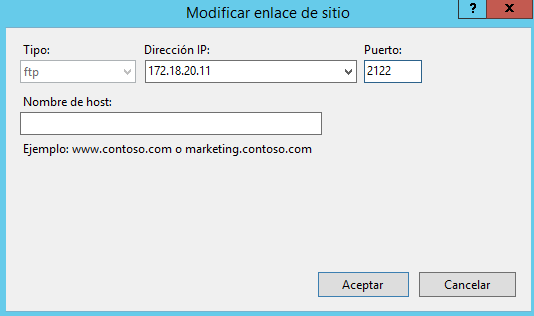 Modificar enlace de sitio
? x
Tipo: Dirección IP: Puerto:
ftp 172.18.20.11 2122
Nombre de host:
Ejemplo: www.contoso.com o marketing.contoso.com
Aceptar Cancelar